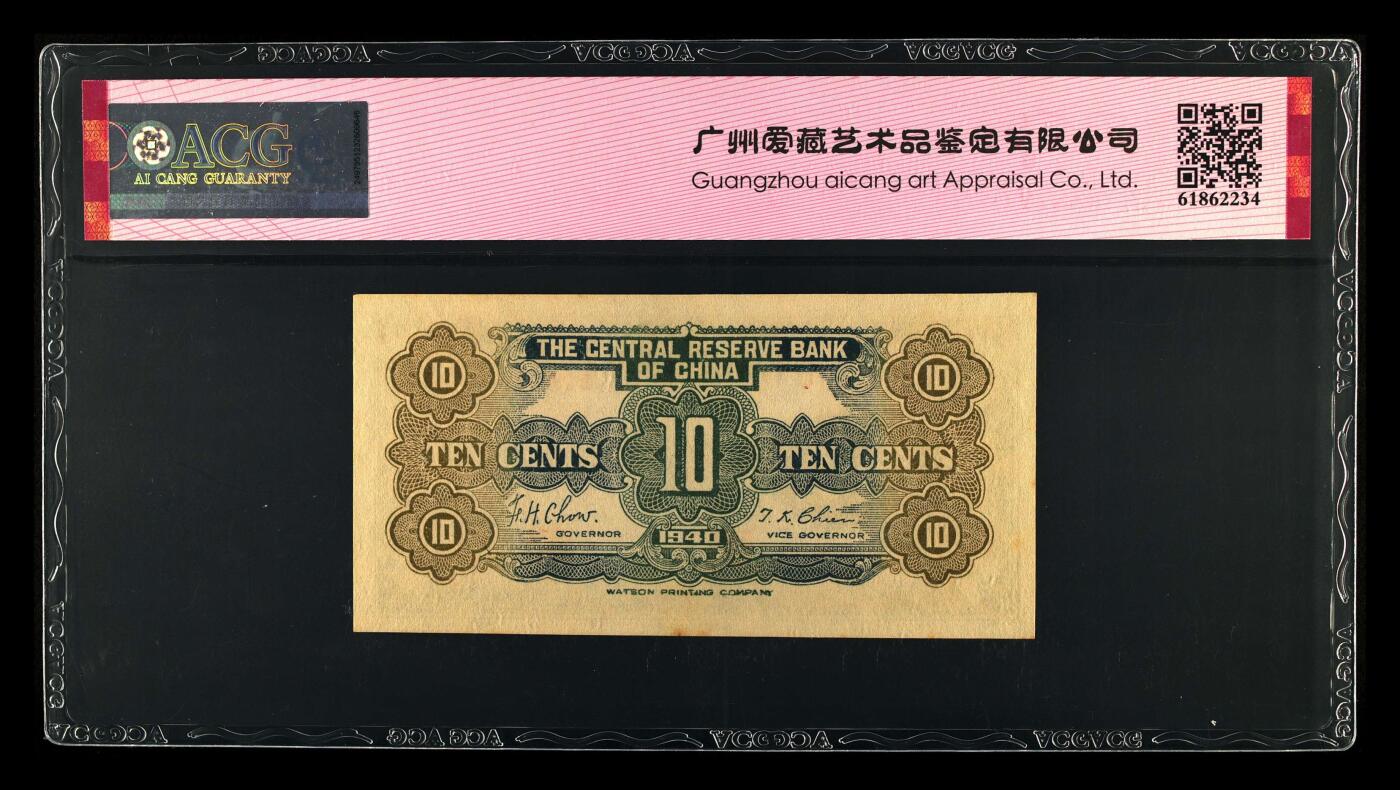 ACG
AI CANG GUARANTY
广州爱藏艺术品鉴定有限公司
Guangzhou aicang art Appraisal Co., Ltd.
61862234
THE CENTRAL RESERVE BANK
OF CHINA
10 10
TEN CENTS 10 TEN CENTS
F.H. Chow. T. K. Chien
GOVERNOR 1940 VICE GOVERNOR
10 10
WATSON PRINTING COMPANY